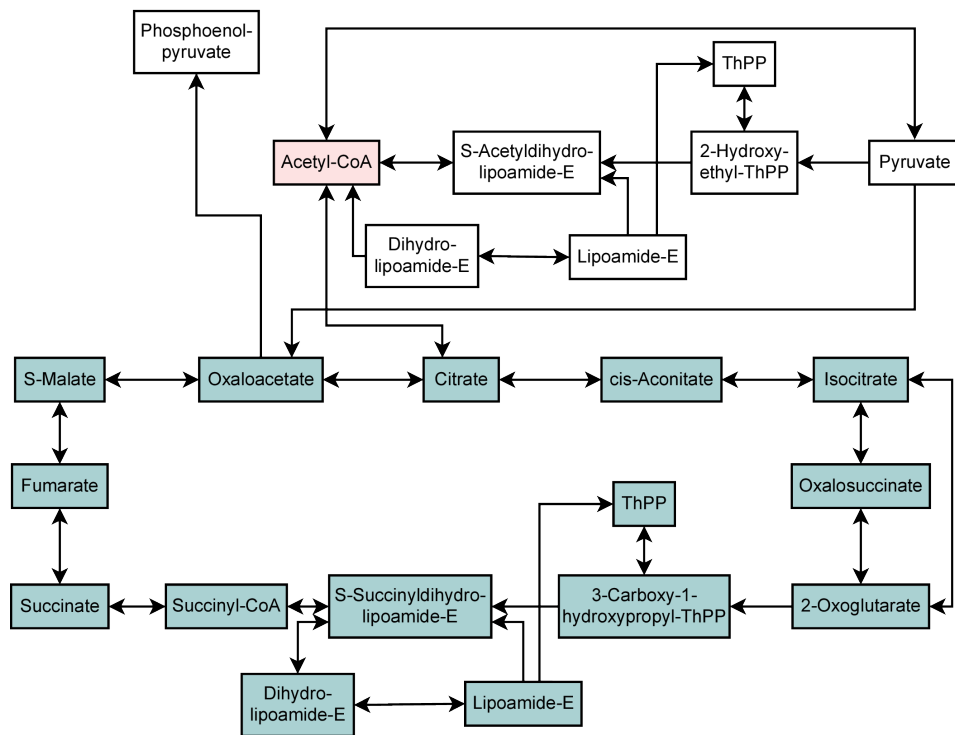 Phosphoenol-
pyruvate
ThPP
Acetyl-CoA
S-Acetyldihydro-
lipoamide-E
2-Hydroxy-
ethyl-ThPP
Pyruvate
Dihydro-
lipoamide-E
Lipoamide-E
S-Malate
Oxaloacetate
Citrate
cis-Aconitate
Isocitrate
Fumarate
ThPP
Oxalosuccinate
Succinate
Succinyl-CoA
S-Succinyldihydro-
lipoamide-E
3-Carboxy-1-
hydroxypropyl-ThPP
2-Oxoglutarate
Dihydro-
lipoamide-E
Lipoamide-E